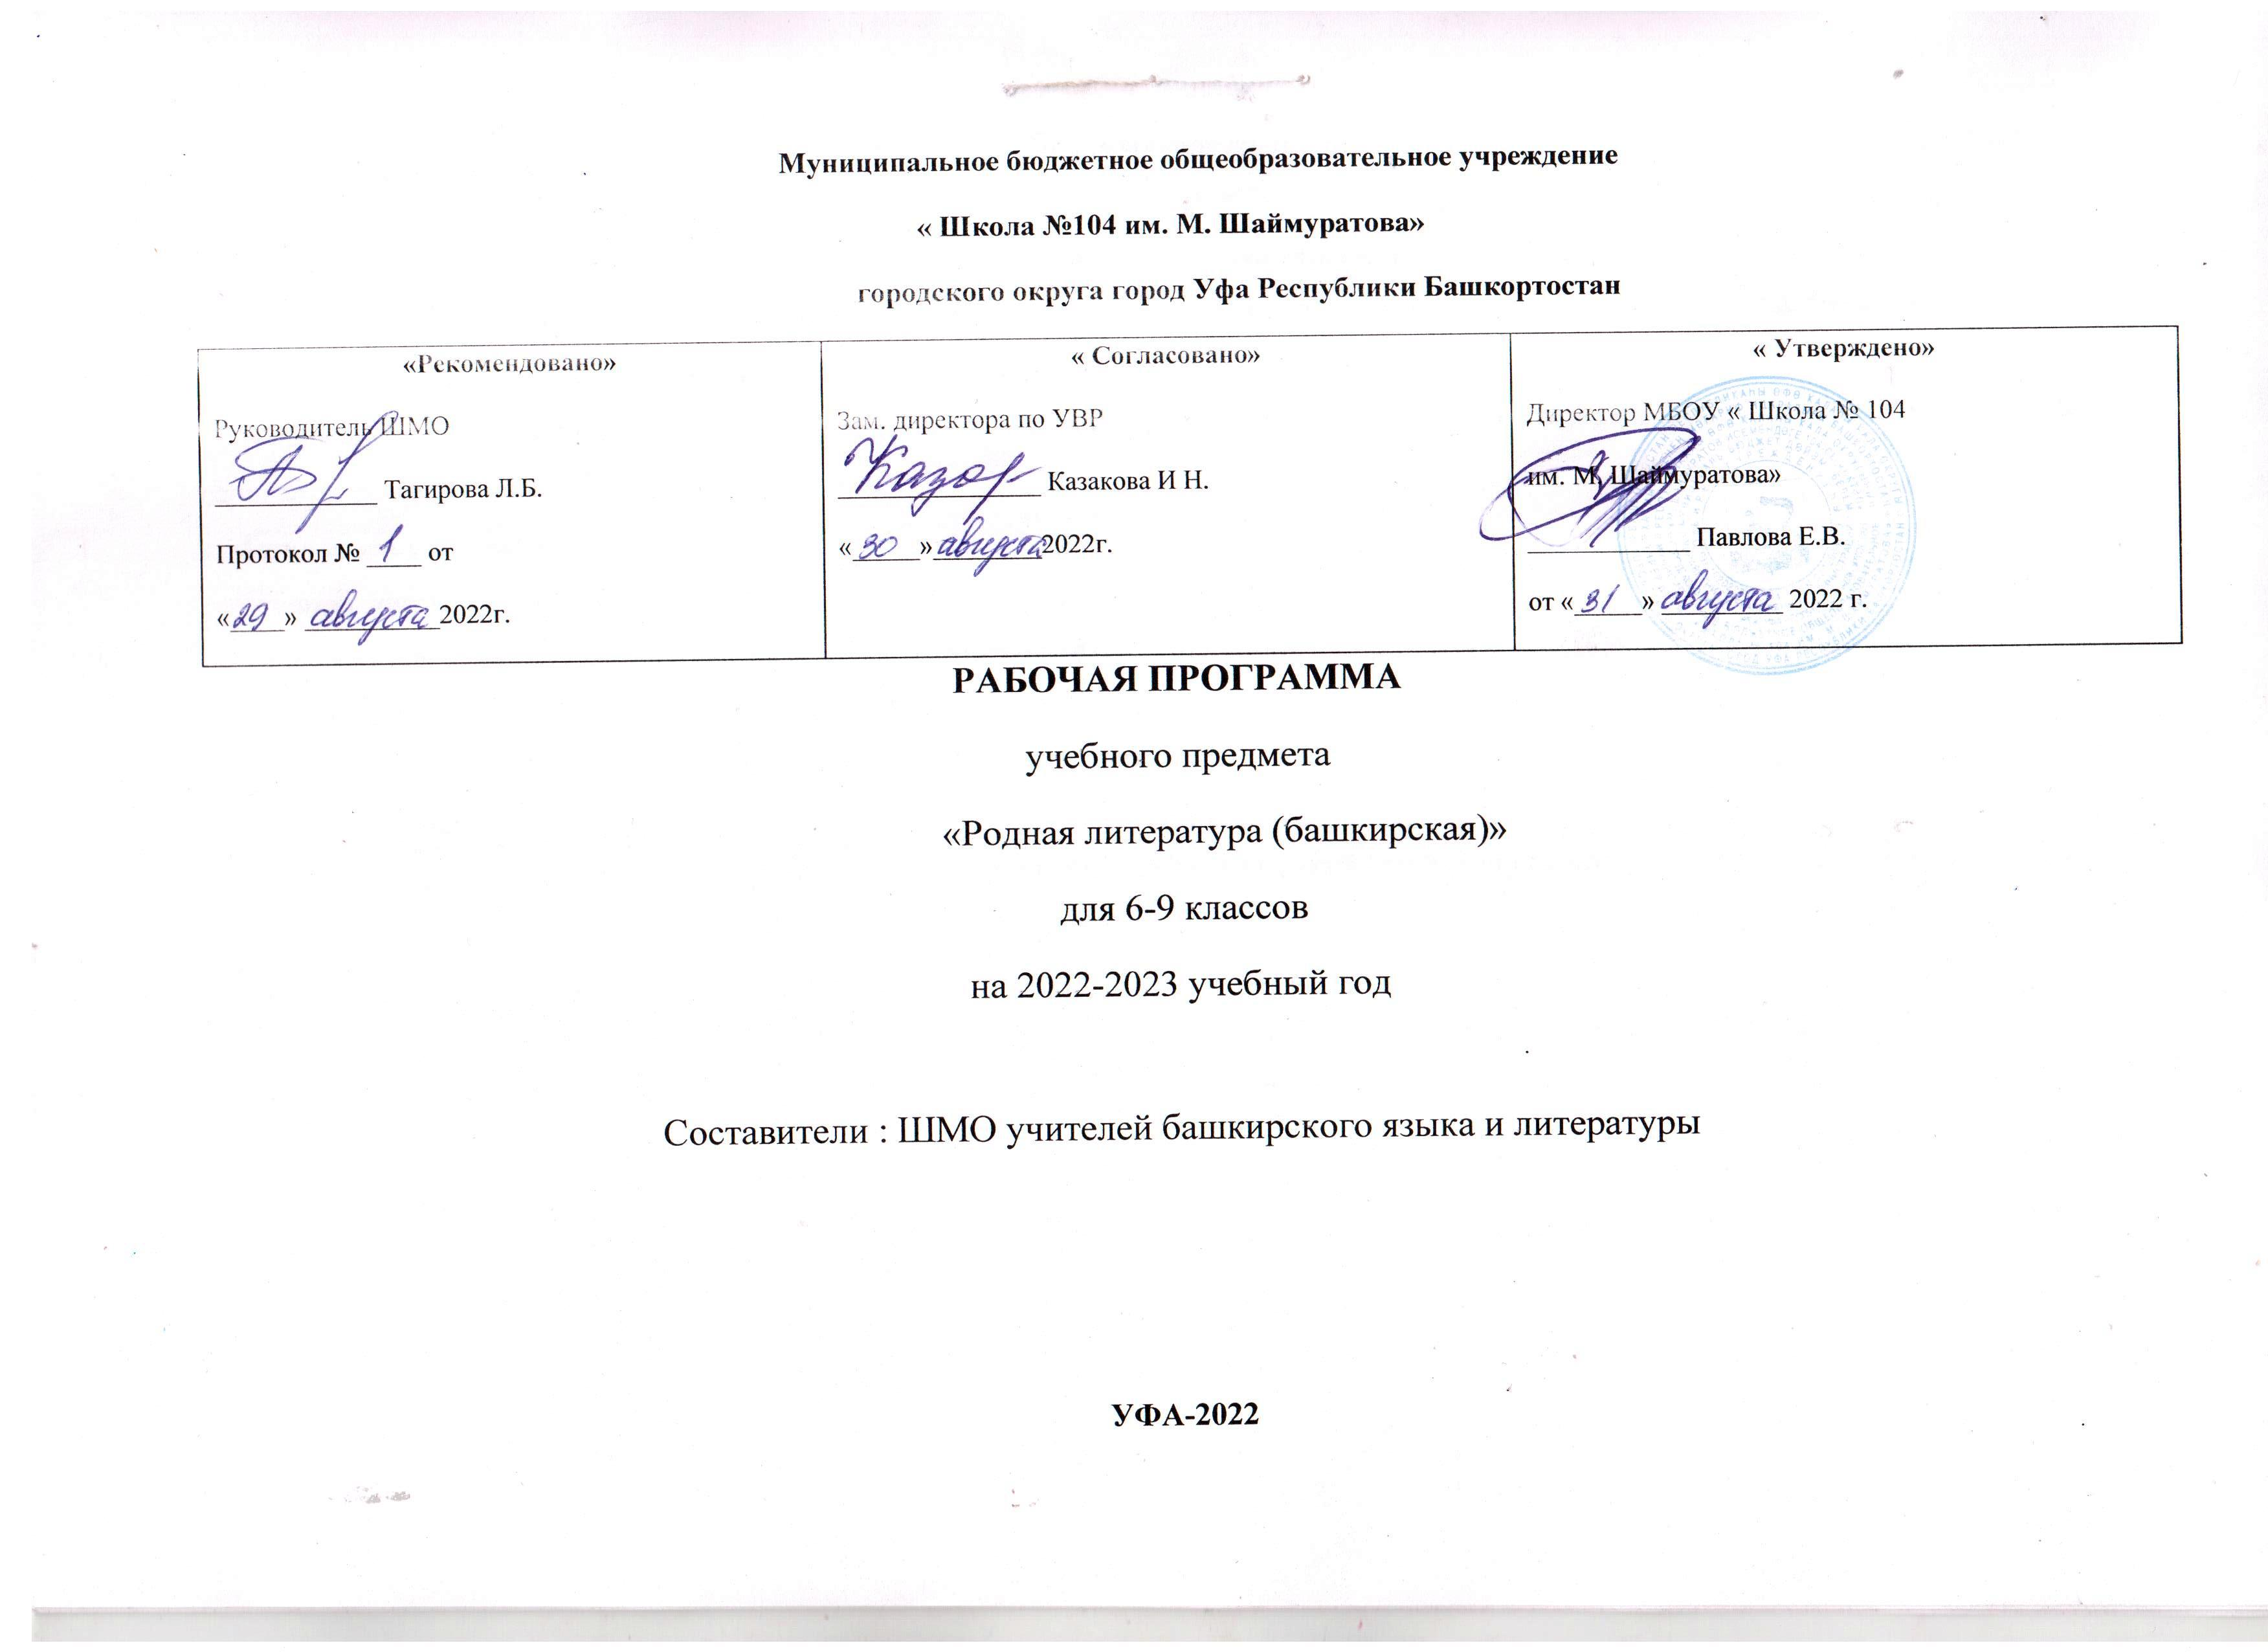 Муниципальное бюджетное общеобразовательное учреждение
« Школа №104 им. М. Шаймуратова»
городского округа город Уфа Республики Башкортостан
«Рекомендовано»
Руководитель ШМО
____________ Тагирова Л.Б.
Протокол № 1 от
«29» августа 2022г.
« Согласовано»
Зам. директора по УВР
_______________ Казакова И Н.
«30» августа 2022г.
« Утверждено»
Директор МБОУ « Школа № 104
им. М. Шаймуратова»
____________ Павлова Е.В.
от «31» августа 2022 г.
РАБОЧАЯ ПРОГРАММА
учебного предмета
«Родная литература (башкирская)»
для 6-9 классов
на 2022-2023 учебный год
Составители : ШМО учителей башкирского языка и литературы
УФА-2022